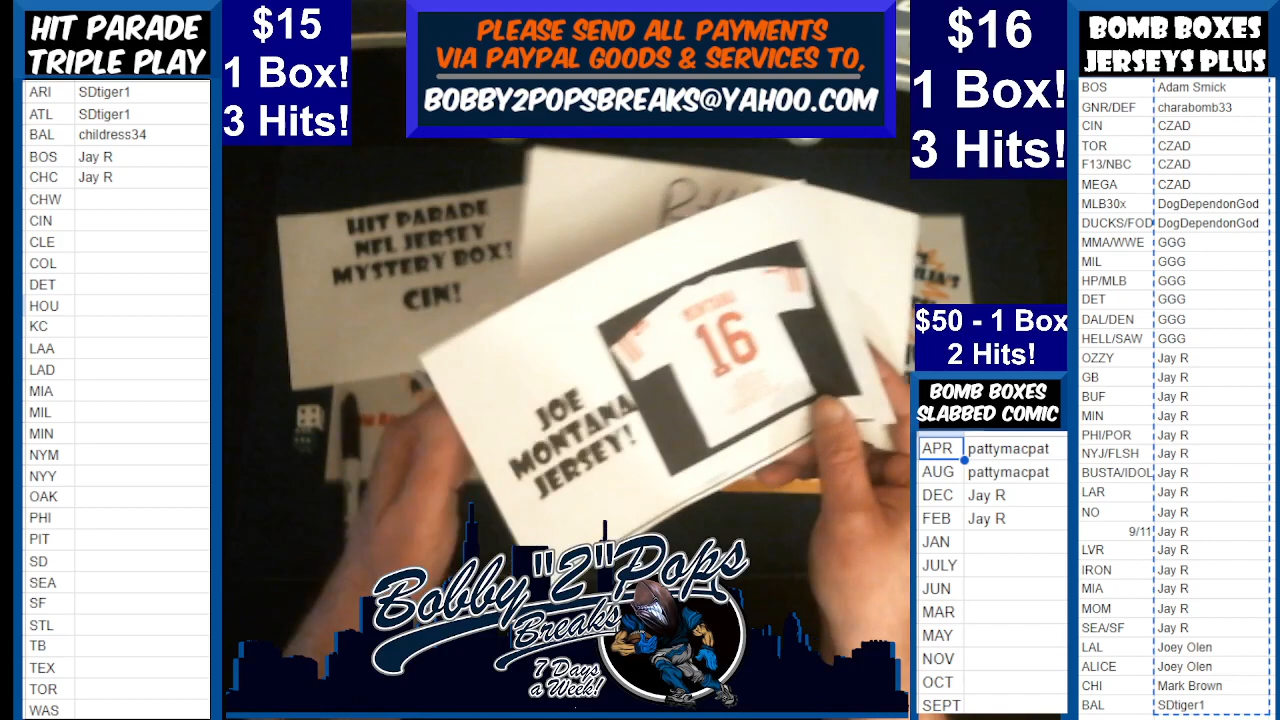 HIT PARADE
TRIPLE PLAY
ARI SDtiger1
ATL SDtiger1
BAL childress34
BOS Jay R
CHC Jay R
CHW
CIN
CLE
COL
DET
HOU
KC
LAA
LAD
MIA
MIL
MIN
NYM
NYY
OAK
PHI
PIT
SD
SEA
SF
STL
TB
TEX
TOR
WAS
$15
1 Box!
3 Hits!
PLEASE SEND ALL PAYMENTS
VIA PAYPAL GOODS & SERVICES TO,
BOBBY2POPSBREAKS@YAHOO.COM
HIT PARADE
NFL JERSEY
MYSTERY BOX!
CIN!
MONTANA
16
JOE
MONTANA
JERSEY!
Bobby "2" Pops
Breaks
7 Days
a Week!
$16
1 Box!
3 Hits!
$50 - 1 Box
2 Hits!
BOMB BOXES
SLABBED COMIC
APR pattymacpat
AUG pattymacpat
DEC Jay R
FEB Jay R
JAN
JULY
JUN
MAR
MAY
NOV
OCT
SEPT
BOMB BOXES
JERSEYS PLUS
BOS Adam Smick
GNR/DEF charabomb33
CIN CZAD
TOR CZAD
F13/NBC CZAD
MEGA CZAD
MLB30x DogDependonGod
DUCKS/FOD DogDependonGod
MMA/WWE GGG
MIL GGG
HP/MLB GGG
DET GGG
DAL/DEN GGG
HELL/SAW GGG
OZZY Jay R
GB Jay R
BUF Jay R
MIN Jay R
PHI/POR Jay R
NYJ/FLSH Jay R
BUSTA/IDOL Jay R
LAR Jay R
NO Jay R
9/11 Jay R
LVR Jay R
IRON Jay R
MIA Jay R
MOM Jay R
SEA/SF Jay R
LAL Joey Olen
ALICE Joey Olen
CHI Mark Brown
BAL SDtiger1